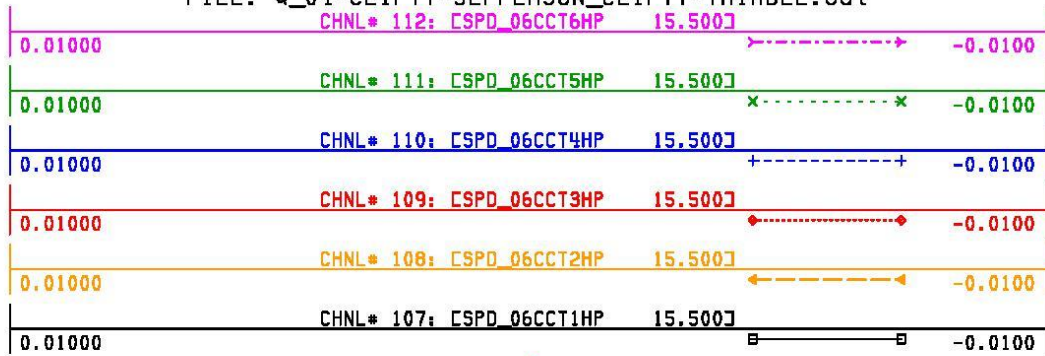 CHNL# 112: [SPD_06CCT6HP 15.500]
0.01000 -0.0100
CHNL# 111: [SPD_06CCT5HP 15.500]
0.01000 -0.0100
CHNL# 110: [SPD_06CCT4HP 15.500]
0.01000 -0.0100
CHNL# 109: [SPD_06CCT3HP 15.500]
0.01000 -0.0100
CHNL# 108: [SPD_06CCT2HP 15.500]
0.01000 -0.0100
CHNL# 107: [SPD_06CCT1HP 15.500]
0.01000 -0.0100